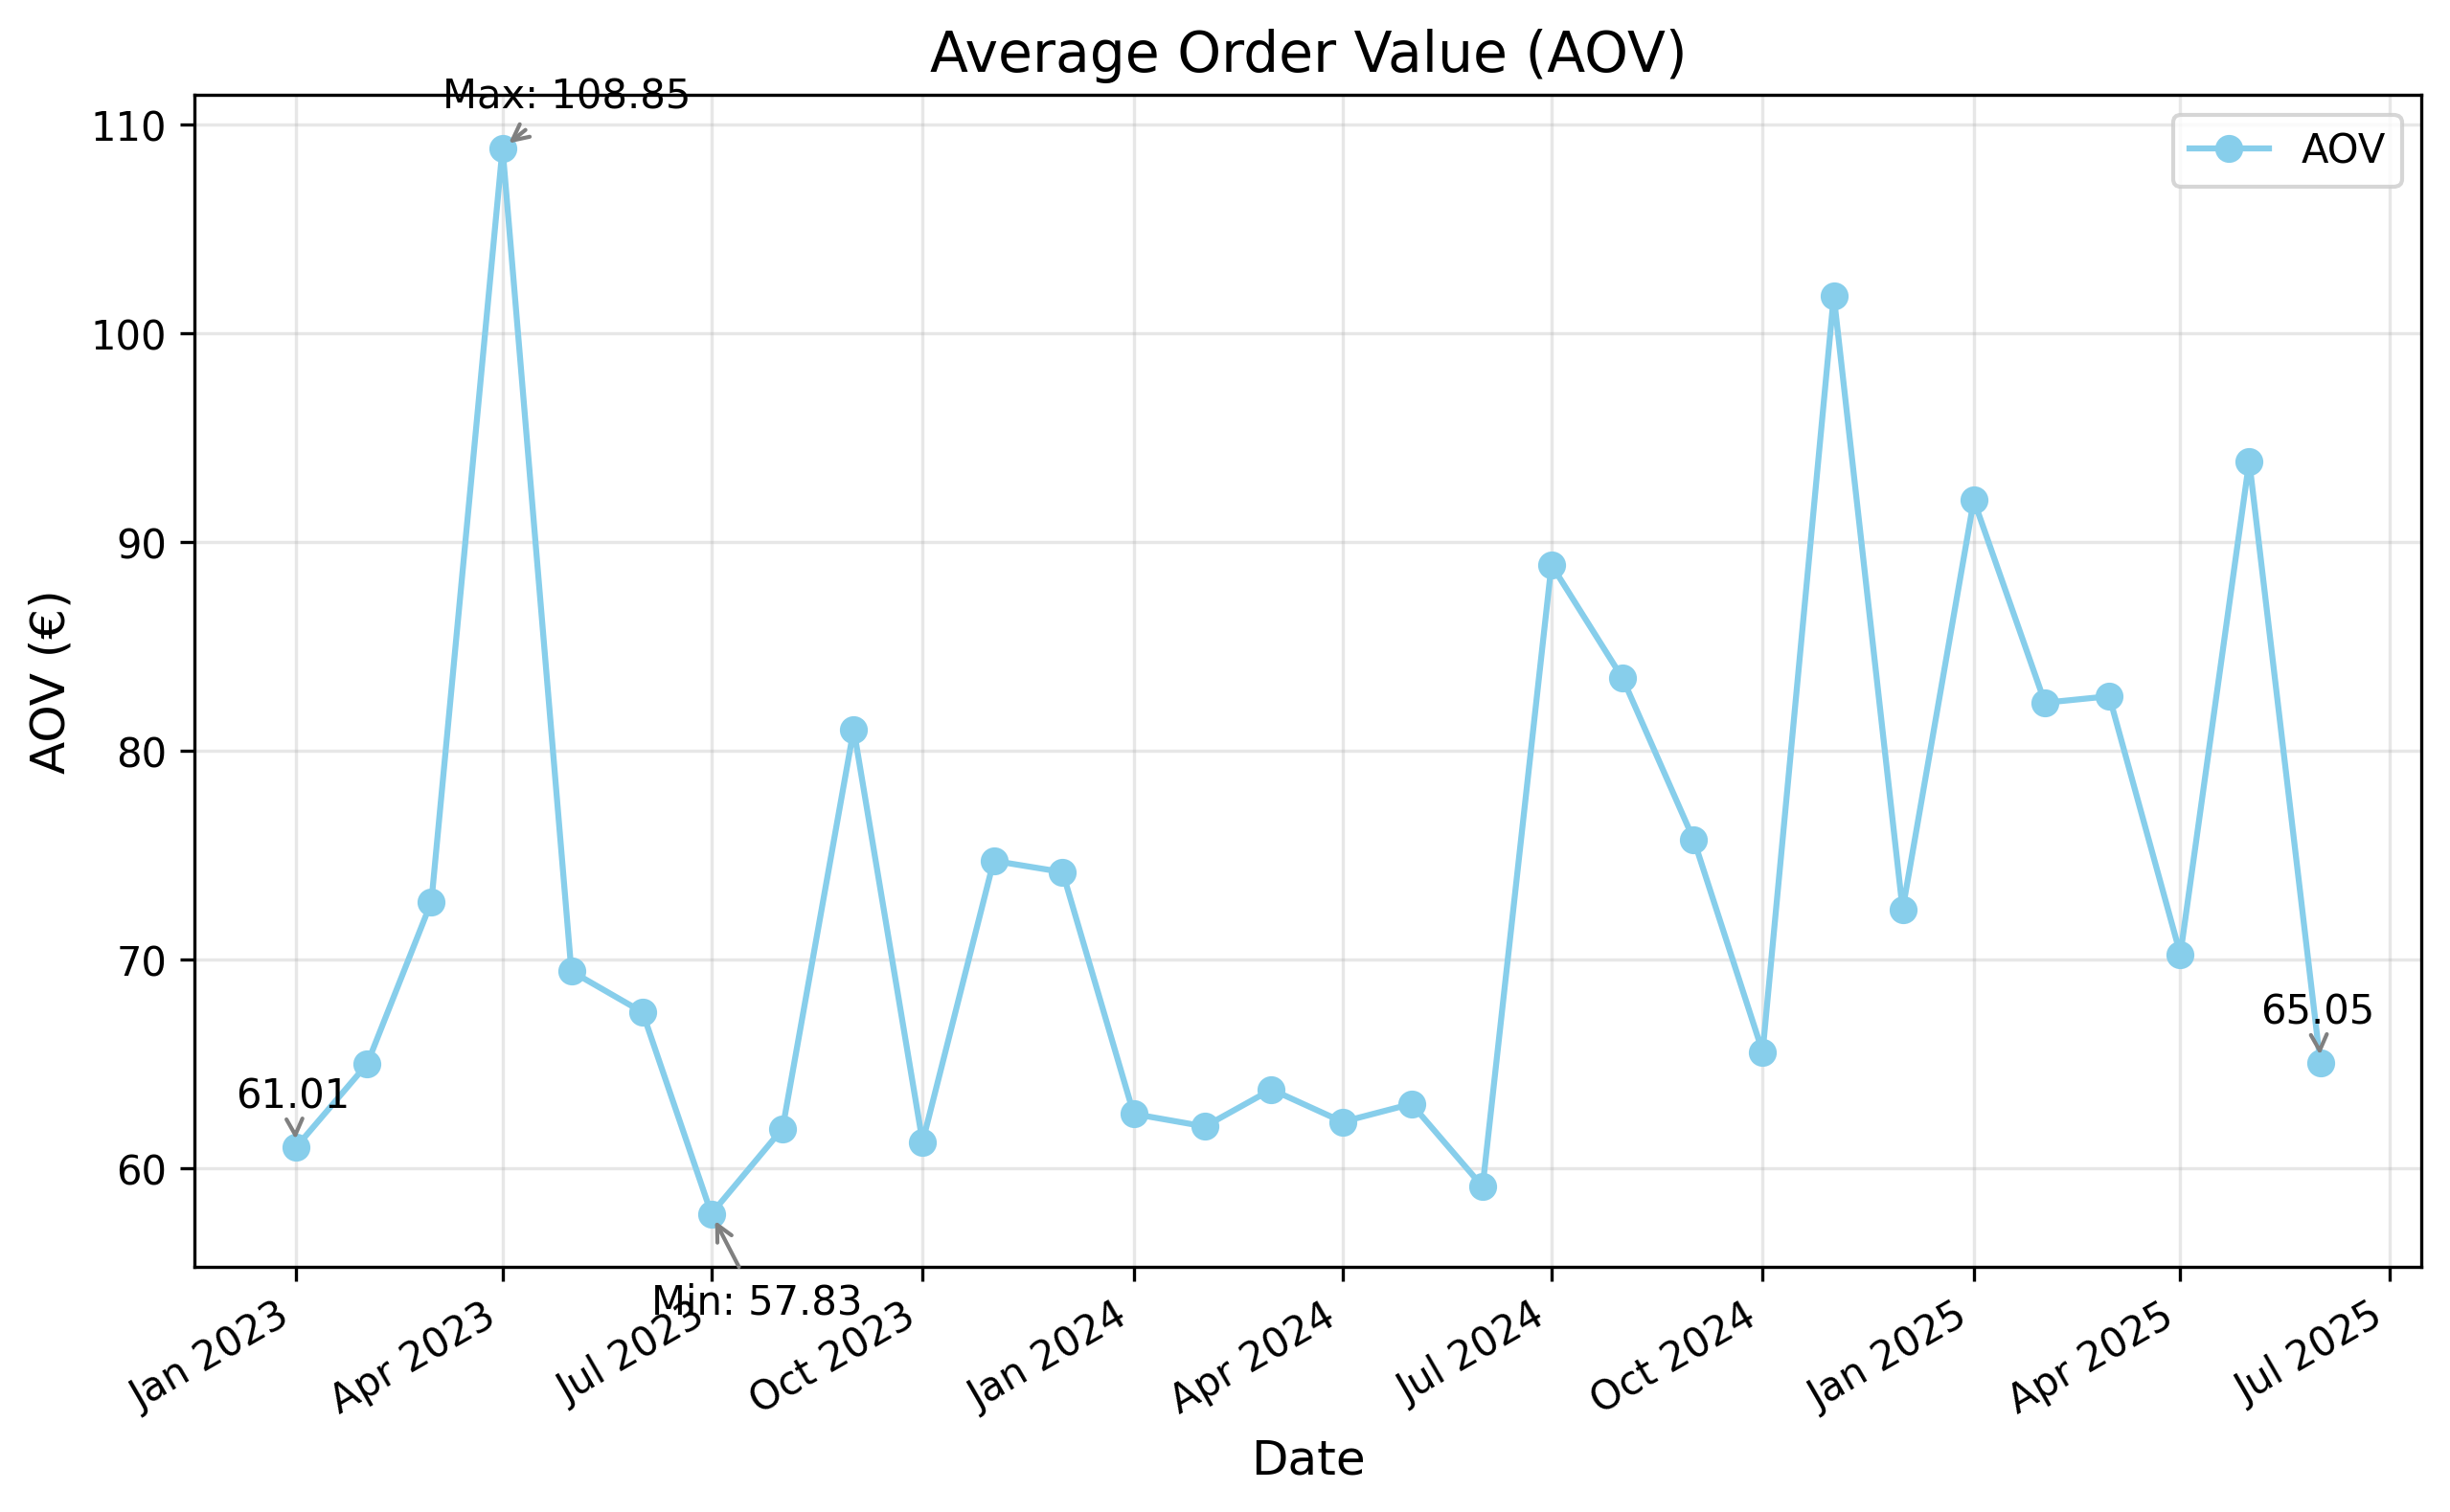 Average Order Value (AOV)
Max: 108.85
110
AOV
100
90
80
70
60
AOV (€)
65.05
61.01
Min: 57.83
Jan 2023
Apr 2023
Jul 2023
Oct 2023
Jan 2024
Apr 2024
Jul 2024
Oct 2024
Jan 2025
Apr 2025
Jul 2025
Date